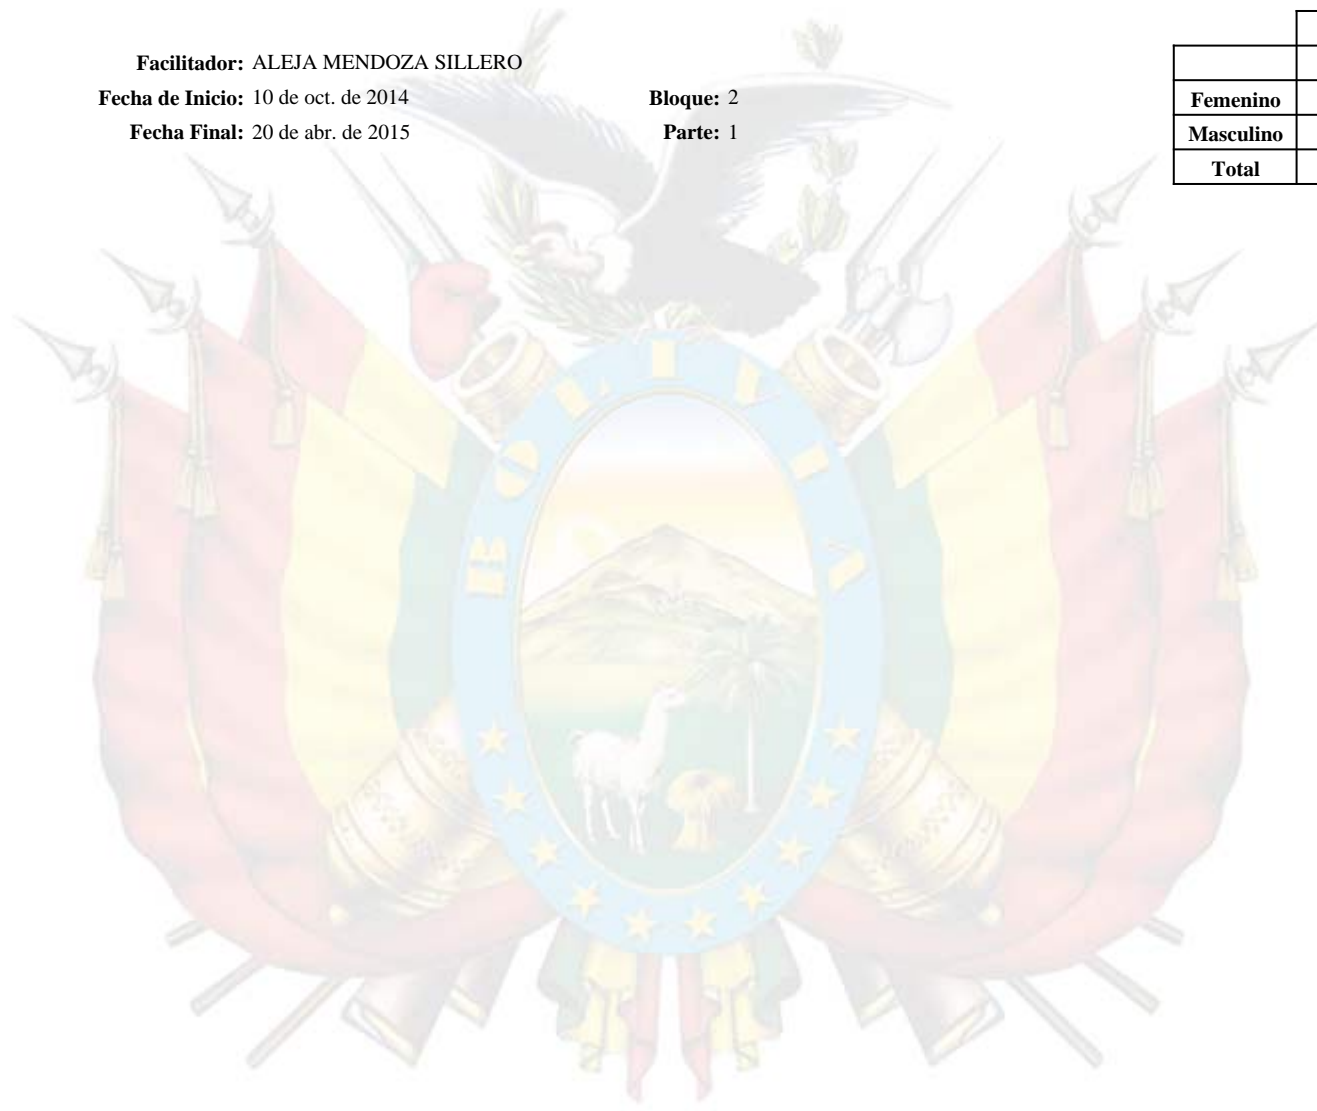 Facilitador: ALEJA MENDOZA SILLERO
Fecha de Inicio: 10 de oct. de 2014 Bloque: 2
Fecha Final: 20 de abr. de 2015 Parte: 1
Femenino
Masculino
Total
BOLIVIA